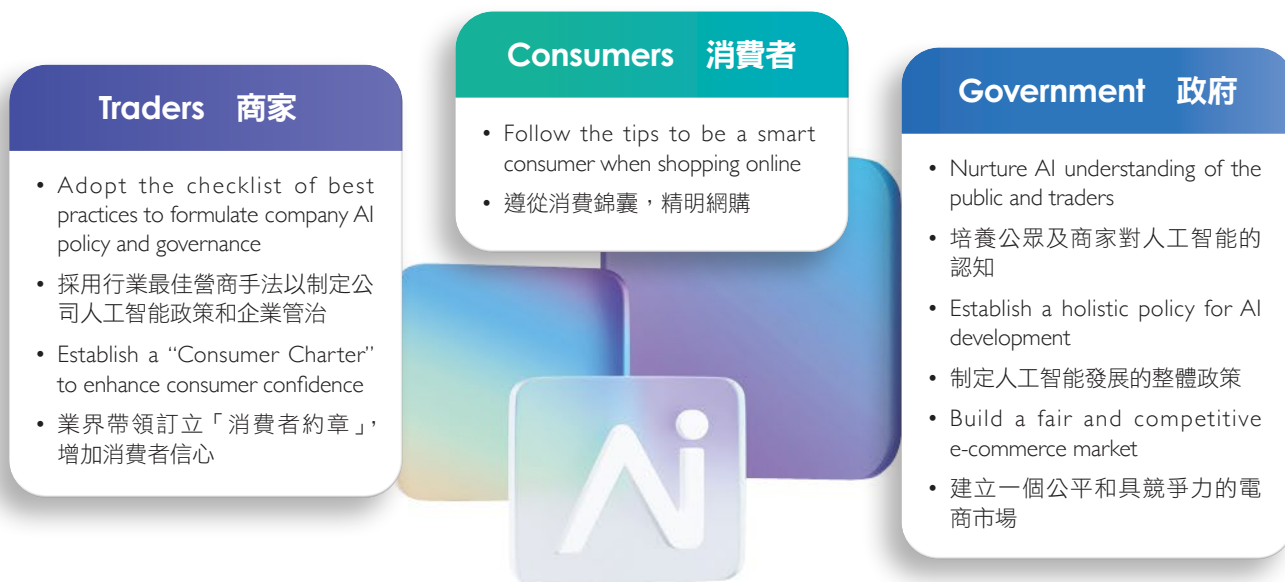 Traders 商家
• Adopt the checklist of best
practices to formulate company AI
policy and governance
• 採用行業最佳營商手法以制定公
司人工智能政策和企業管治
• Establish a “Consumer Charter”
to enhance consumer confidence
• 業界帶領訂立「消費者約章」,
增加消費者信心
Consumers 消費者
• Follow the tips to be a smart
consumer when shopping online
• 遵從消費錦囊，精明網購
Government 政府
• Nurture AI understanding of the
public and traders
• 培養公眾及商家對人工智能的
認知
• Establish a holistic policy for AI
development
• 制定人工智能發展的整體政策
• Build a fair and competitive
e-commerce market
• 建立一個公平和具競爭力的電
商市場
Ai